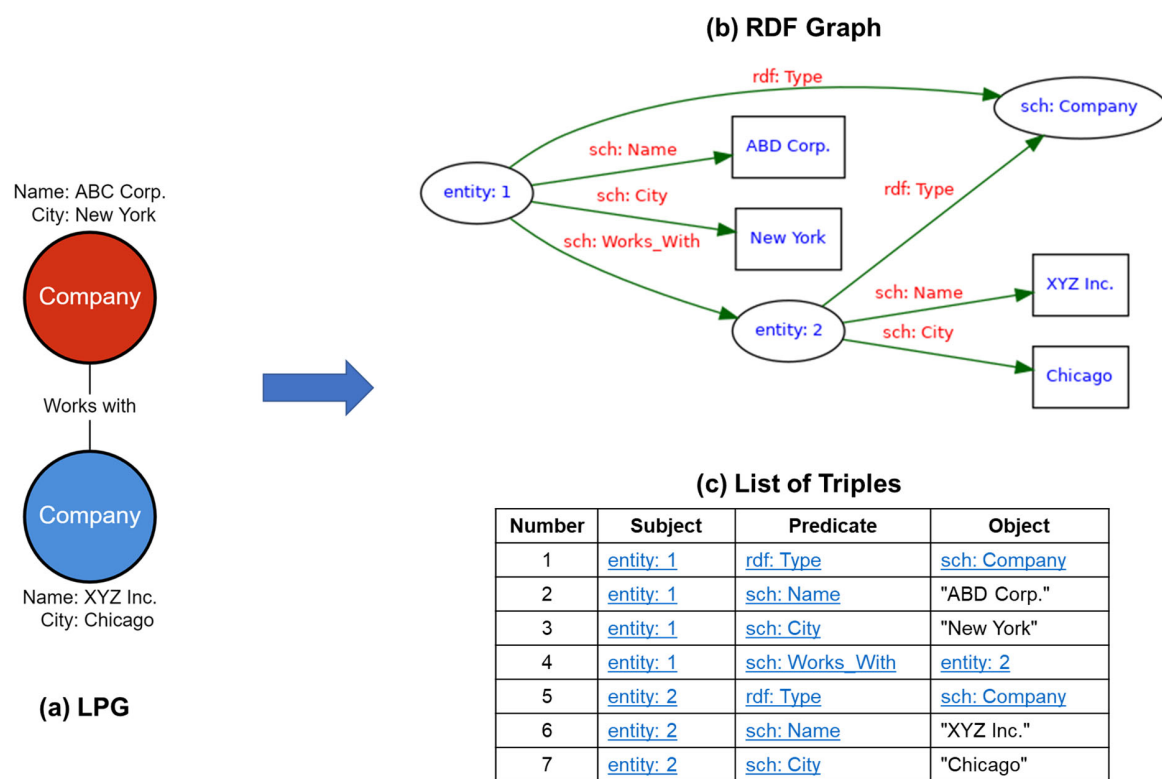 (b) RDF Graph
rdf: Type
sch: Company
sch: Name
ABD Corp.
entity: 1
sch: City
rdf: Type
New York
sch: Works_With
XYZ Inc.
sch: Name
entity: 2
sch: City
Chicago
Name: ABC Corp.
City: New York
Company
Works with
Company
Name: XYZ Inc.
City: Chicago
(a) LPG
(c) List of Triples
Number Subject Predicate Object
1 entity: 1 rdf: Type sch: Company
2 entity: 1 sch: Name "ABD Corp."
3 entity: 1 sch: City "New York"
4 entity: 1 sch: Works_With entity: 2
5 entity: 2 rdf: Type sch: Company
6 entity: 2 sch: Name "XYZ Inc."
7 entity: 2 sch: City "Chicago"